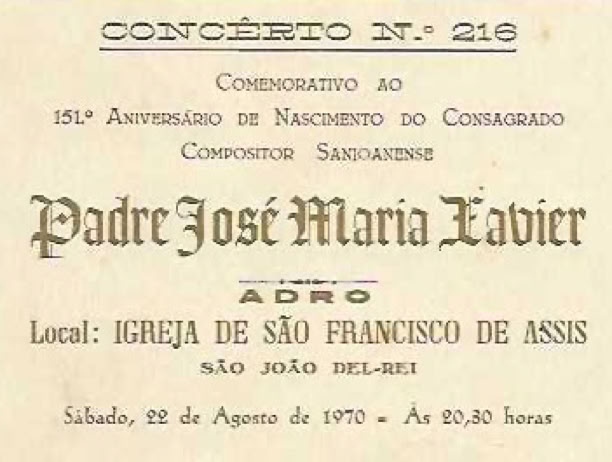 CONCÊRTO N.º 216
COMEMORATIVO AO
151.º ANIVERSÁRIO DE NASCIMENTO DO CONSAGRADO
COMPOSITOR SANJOANENSE
Padre José Maria Xavier
ADRO
Local: IGREJA DE SÃO FRANCISCO DE ASSIS
SÃO JOÃO DEL-REI
Sábado, 22 de Agosto de 1970 - Às 20,30 horas